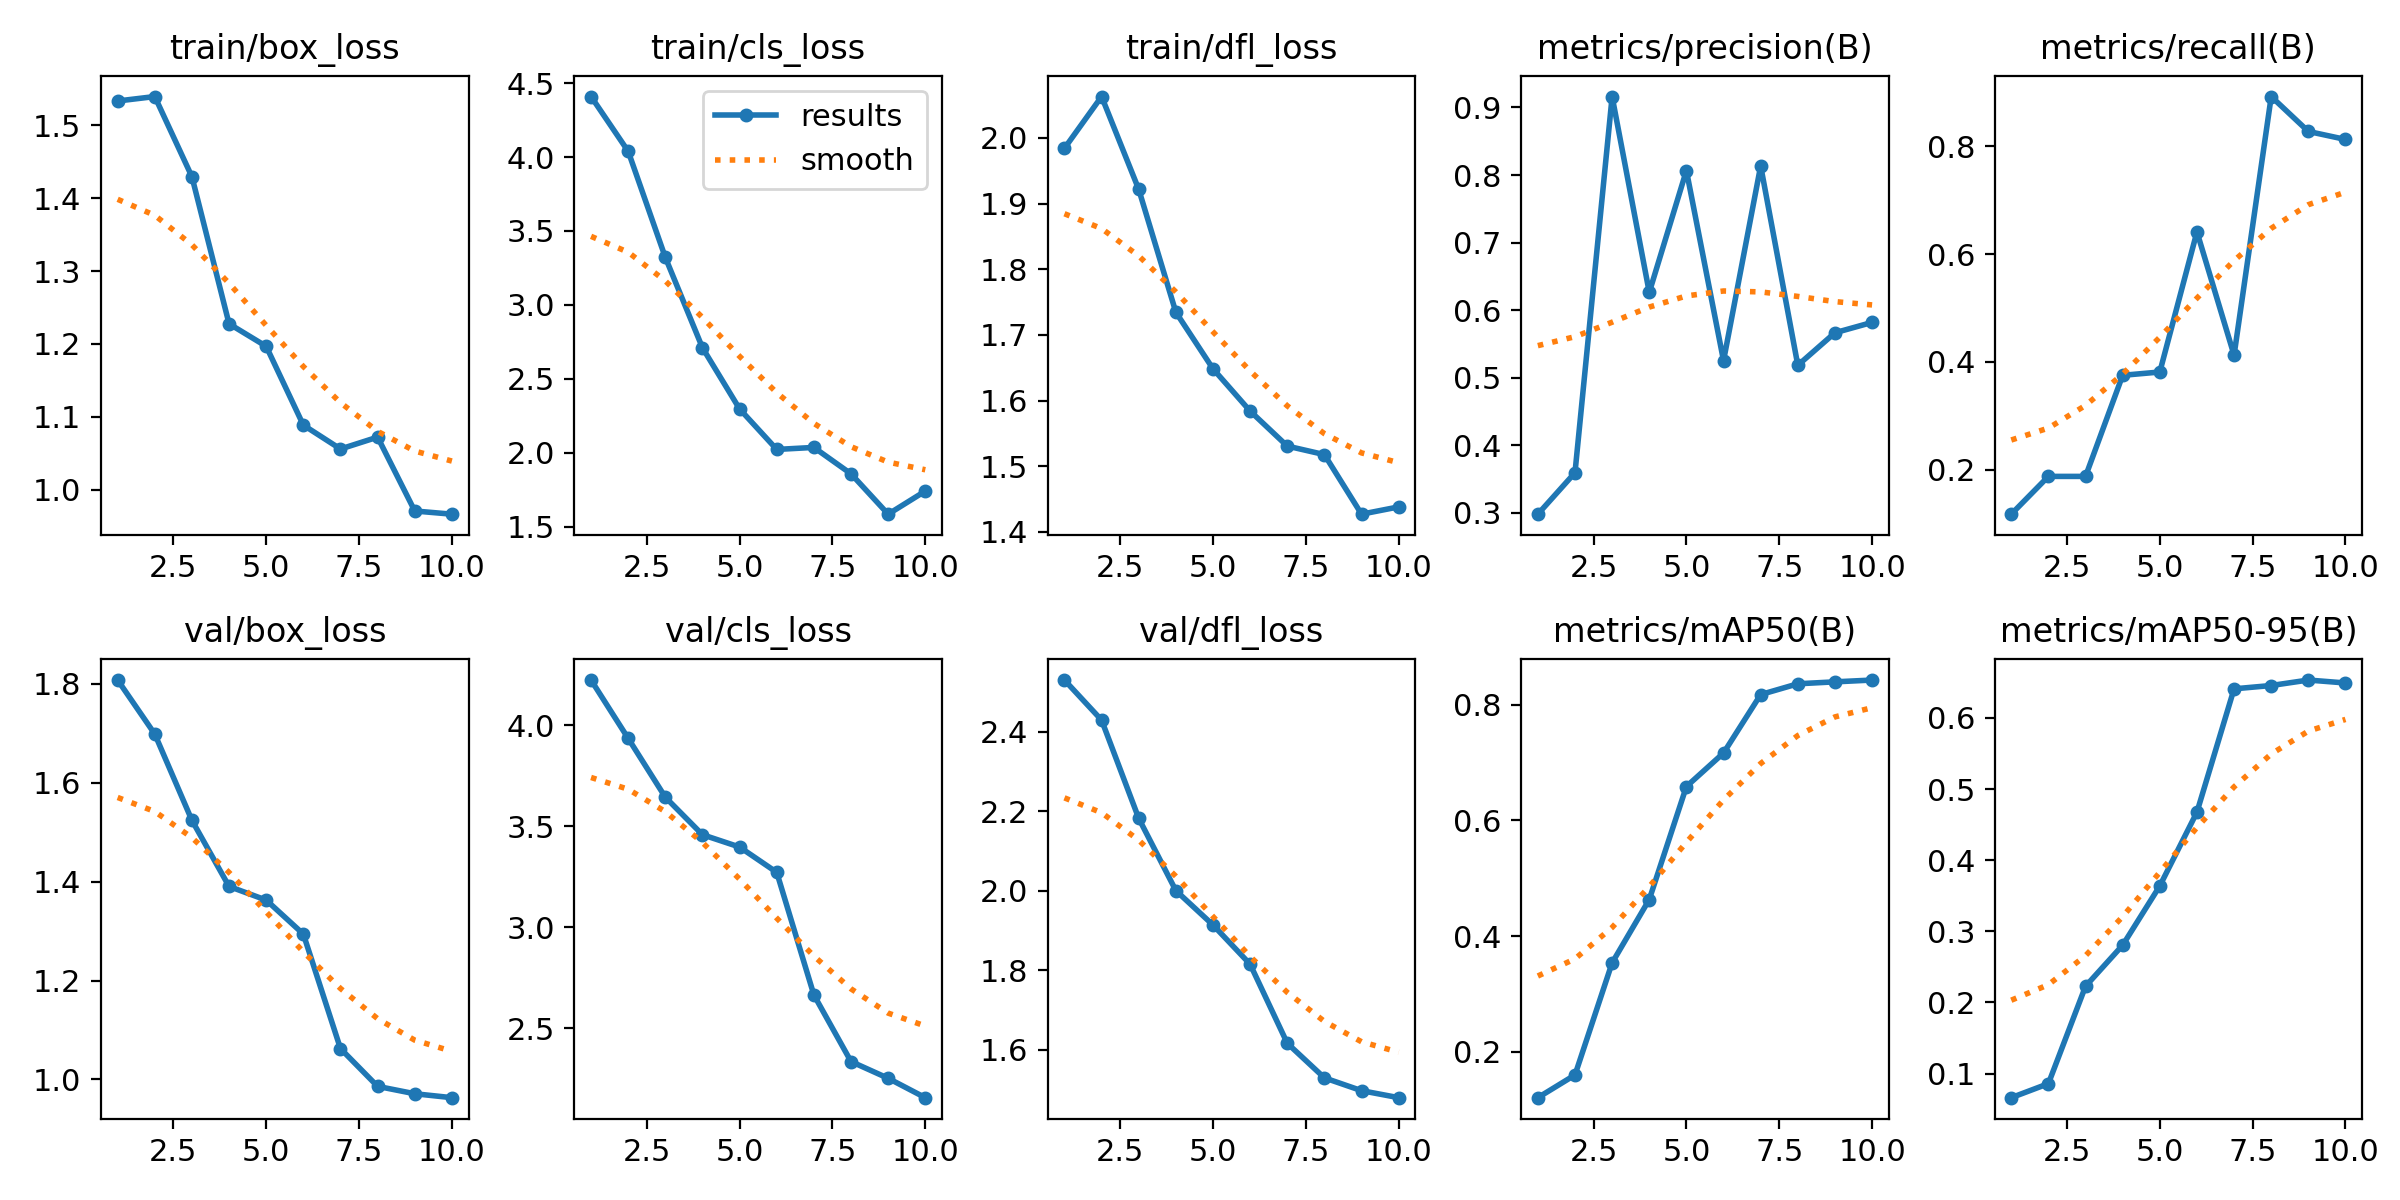 train/box_loss
1.5
1.4
1.3
1.2
1.1
1.0
2.5 5.0 7.5 10.0
train/cls_loss
results
smooth
4.5
4.0
3.5
3.0
2.5
2.0
1.5
2.5 5.0 7.5 10.0
train/dfl_loss
2.0
1.9
1.8
1.7
1.6
1.5
1.4
2.5 5.0 7.5 10.0
metrics/precision(B)
0.9
0.8
0.7
0.6
0.5
0.4
0.3
2.5 5.0 7.5 10.0
metrics/recall(B)
0.8
0.6
0.4
0.2
2.5 5.0 7.5 10.0
val/box_loss
1.8
1.6
1.4
1.2
1.0
2.5 5.0 7.5 10.0
val/cls_loss
4.0
3.5
3.0
2.5
2.5 5.0 7.5 10.0
val/dfl_loss
2.4
2.2
2.0
1.8
1.6
2.5 5.0 7.5 10.0
metrics/mAP50(B)
0.8
0.6
0.4
0.2
2.5 5.0 7.5 10.0
metrics/mAP50-95(B)
0.6
0.5
0.4
0.3
0.2
0.1
2.5 5.0 7.5 10.0